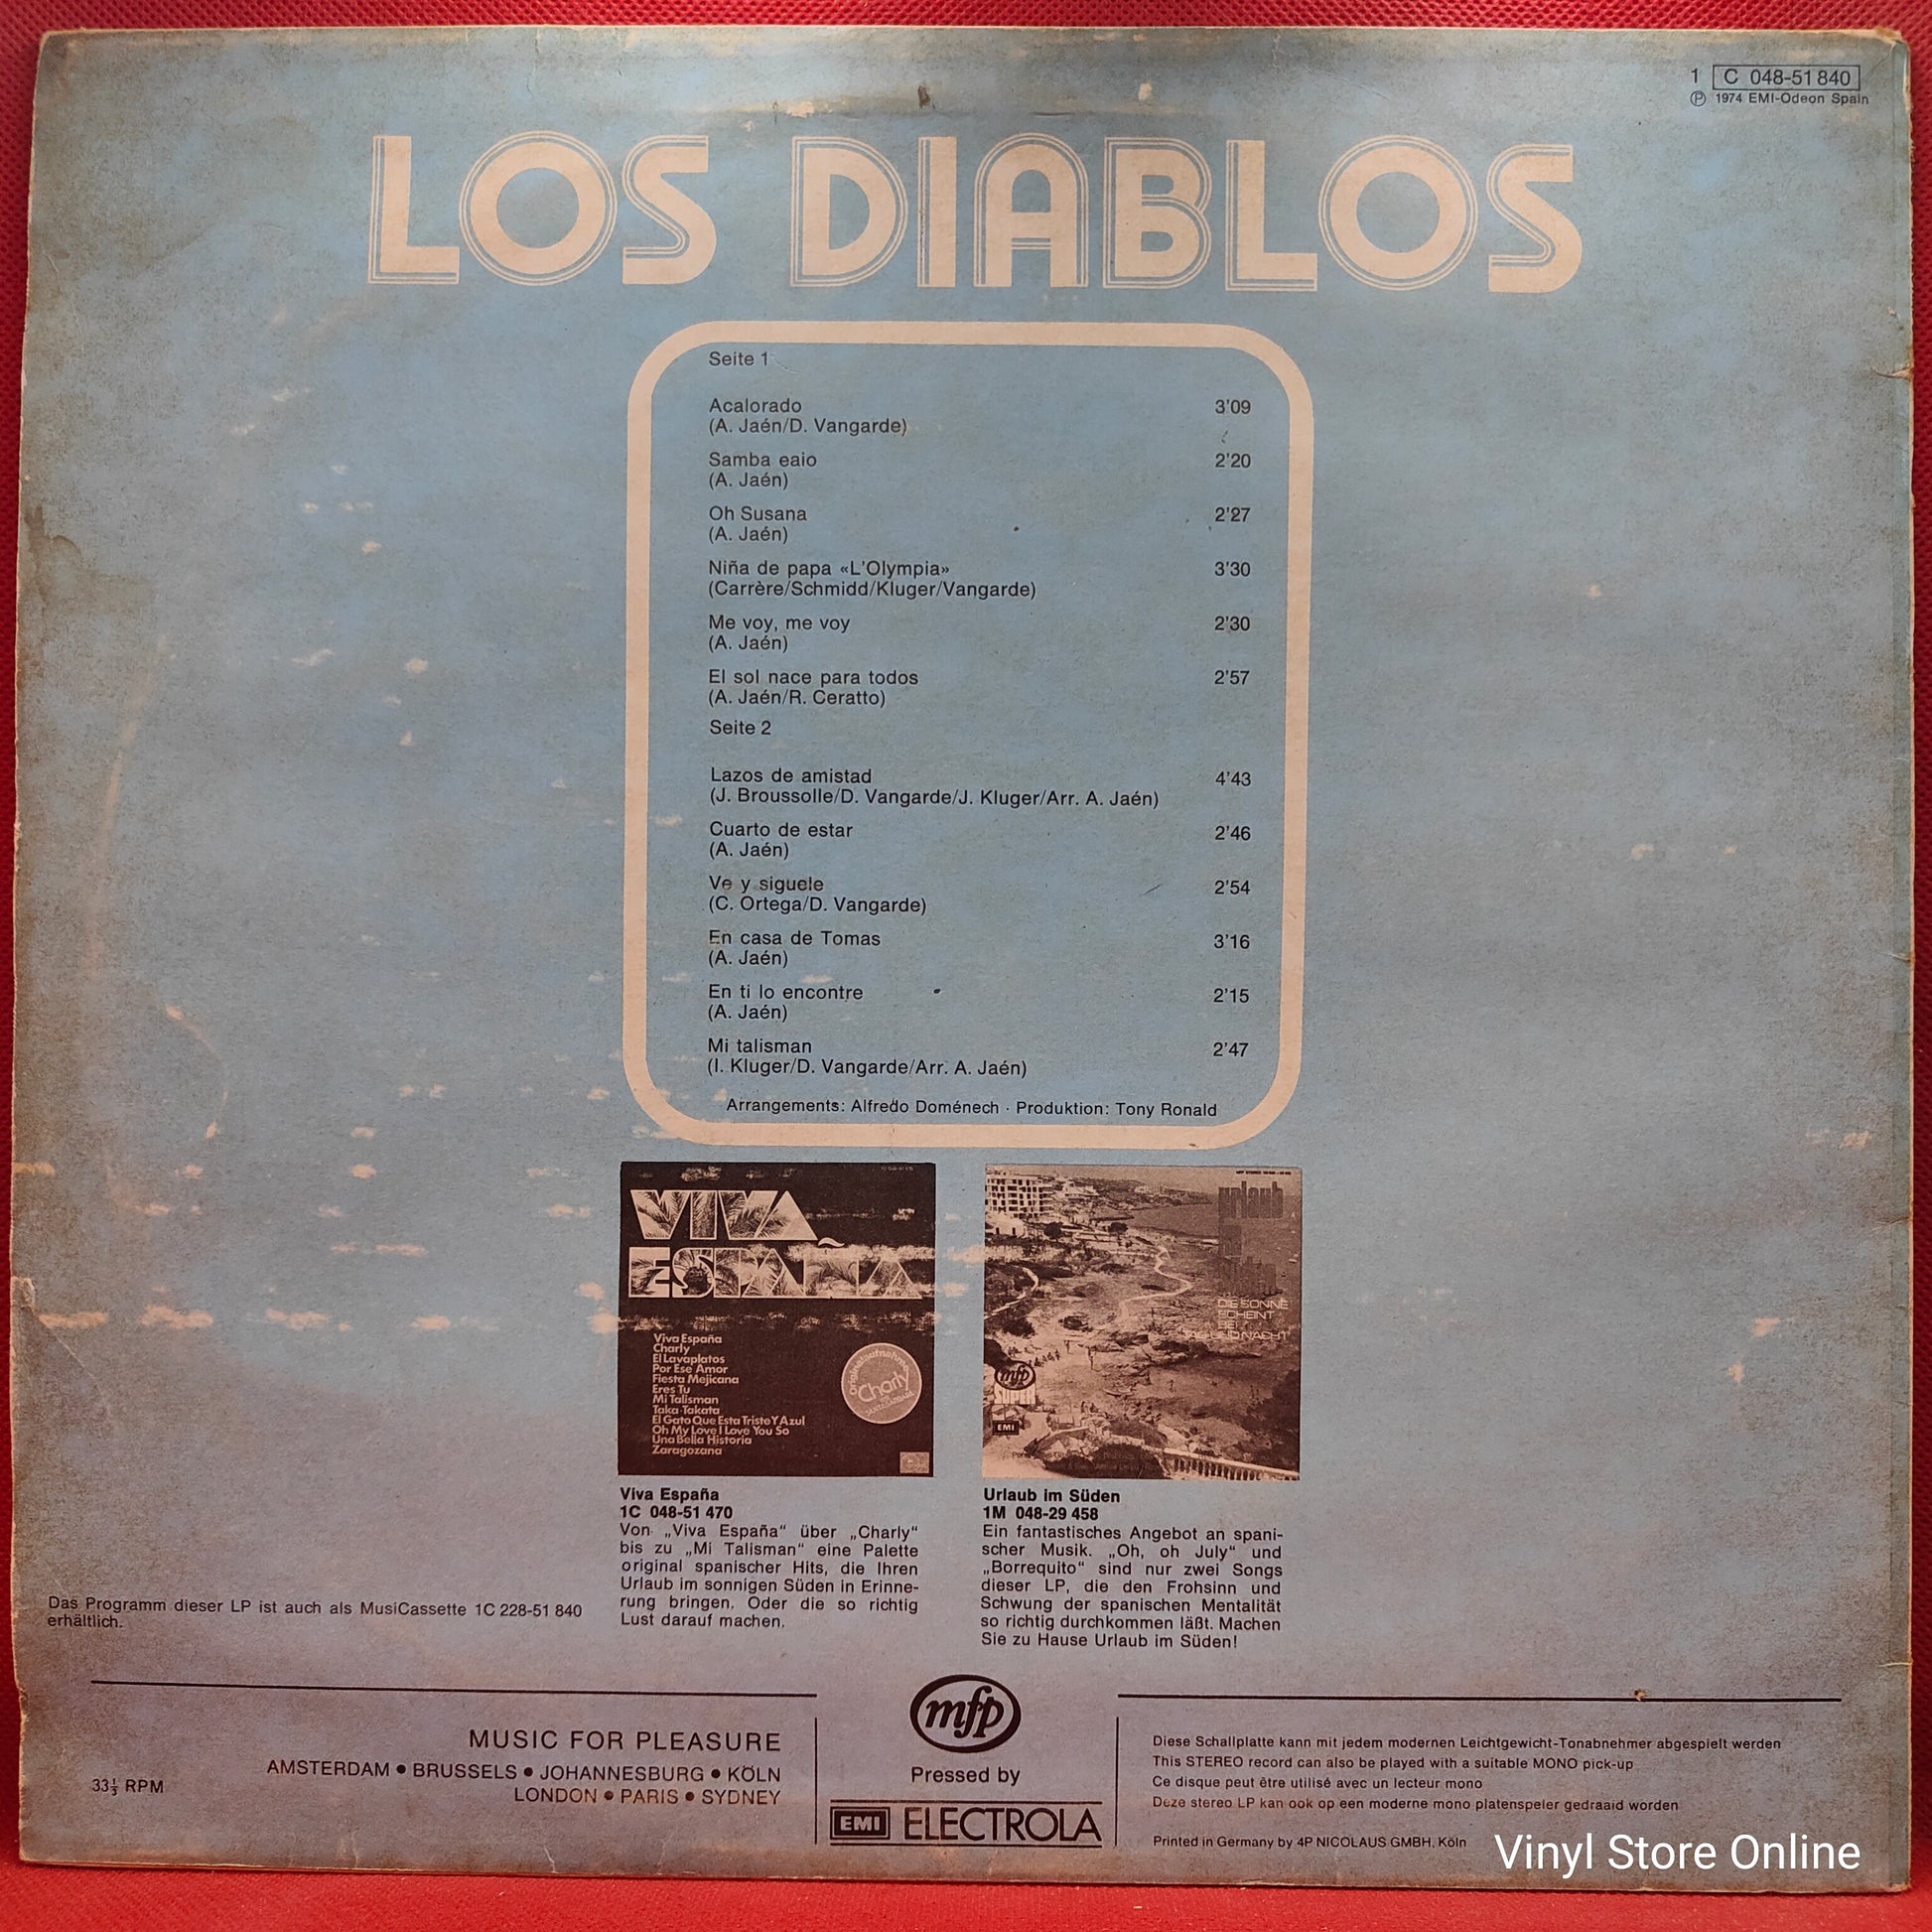 1 C 048-51 840
℗ 1974 EMI-Odeon Spain
LOS DIABLOS
Seite 1
Acalorado 3'09
(A. Jaén/D. Vangarde)
Samba eaio 2'20
(A. Jaén)
Oh Susana 2'27
(A. Jaén)
Niña de papa «L'Olympia» 3'30
(Carrère/Schmidd/Kluger/Vangarde)
Me voy, me voy 2'30
(A. Jaén)
El sol nace para todos 2'57
(A. Jaén/R. Ceratto)
Seite 2
Lazos de amistad 4'43
(J. Broussolle/D. Vangarde/J. Kluger/Arr. A. Jaén)
Cuarto de estar 2'46
(A. Jaén)
Ve y siguele 2'54
(C. Ortega/D. Vangarde)
En casa de Tomas 3'16
(A. Jaén)
En ti lo encontre 2'15
(A. Jaén)
Mi talisman 2'47
(I. Kluger/D. Vangarde/Arr. A. Jaén)
Arrangements: Alfredo Doménech · Produktion: Tony Ronald
VIVA
ESPAÑA
Viva España
Charly
El Lavaplatos
Por Ese Amor
Fiesta Mejicana
Eres Tu
Mi Talisman
Taka-Takata
El Gato Que Esta Triste Y Azul
Oh My Love I Love You So
Una Bella Historia
Zaragozana
Originalaufnahme
Charly
urlaub
DIE SONNE
SCHEINT
BEI
TAG UND NACHT
mfp
EMI
Viva España
1C 048-51 470
Von „Viva España“ über „Charly“
bis zu „Mi Talisman“ eine Palette
original spanischer Hits, die Ihren
Urlaub im sonnigen Süden in Erinne-
rung bringen. Oder die so richtig
Lust darauf machen.
Urlaub im Süden
1M 048-29 458
Ein fantastisches Angebot an spani-
scher Musik. „Oh, oh July“ und
„Borrequito“ sind nur zwei Songs
dieser LP, die den Frohsinn und
Schwung der spanischen Mentalität
so richtig durchkommen läßt. Machen
Sie zu Hause Urlaub im Süden!
Das Programm dieser LP ist auch als MusiCassette 1C 228-51 840
erhältlich.
33⅓ RPM
MUSIC FOR PLEASURE
AMSTERDAM • BRUSSELS • JOHANNESBURG • KÖLN
LONDON • PARIS • SYDNEY
mfp
Pressed by
EMI ELECTROLA
Diese Schallplatte kann mit jedem modernen Leichtgewicht-Tonabnehmer abgespielt werden
This STEREO record can also be played with a suitable MONO pick-up
Ce disque peut être utilisé avec un lecteur mono
Deze stereo LP kan ook op een moderne mono platenspeler gedraaid worden
Printed in Germany by 4P NICOLAUS GMBH, Köln
Vinyl Store Online